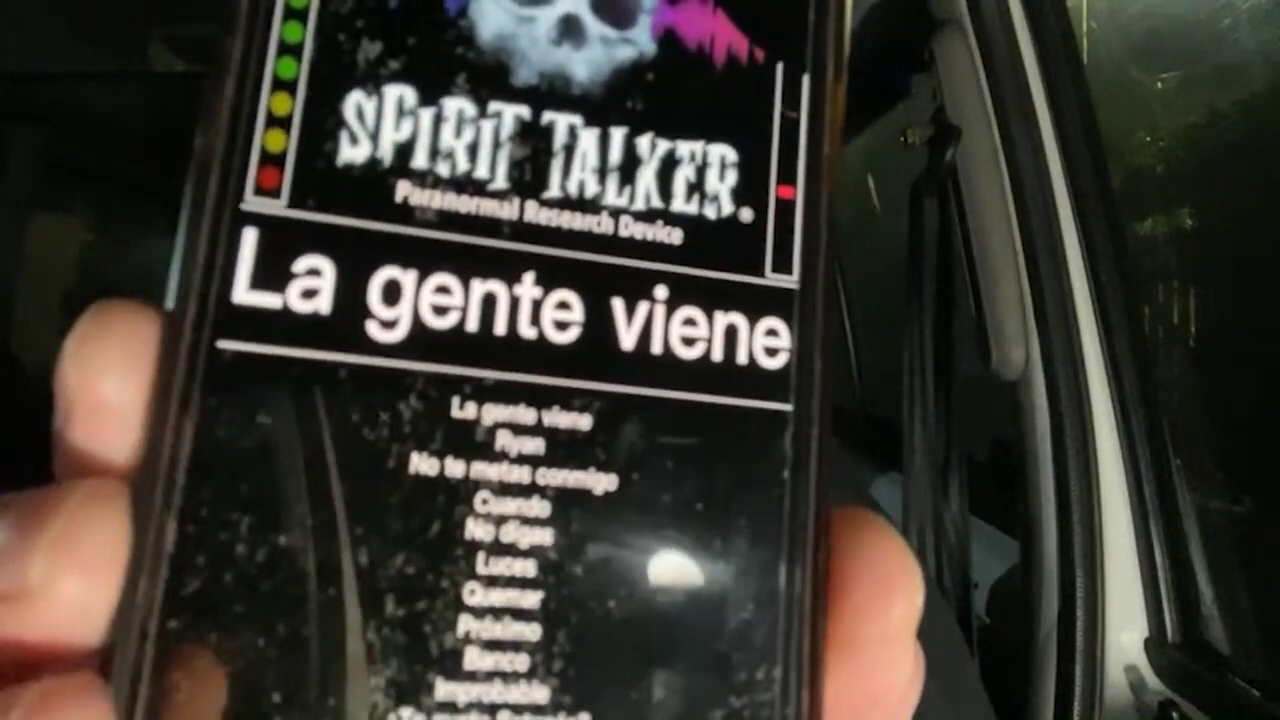 SPIRIT TALKER.
Paranormal Research Device
La gente viene
La gente viene
Ryan
No te metas conmigo
Cuando
No digas
Luces
Quemar
Próximo
Banco
Improbable